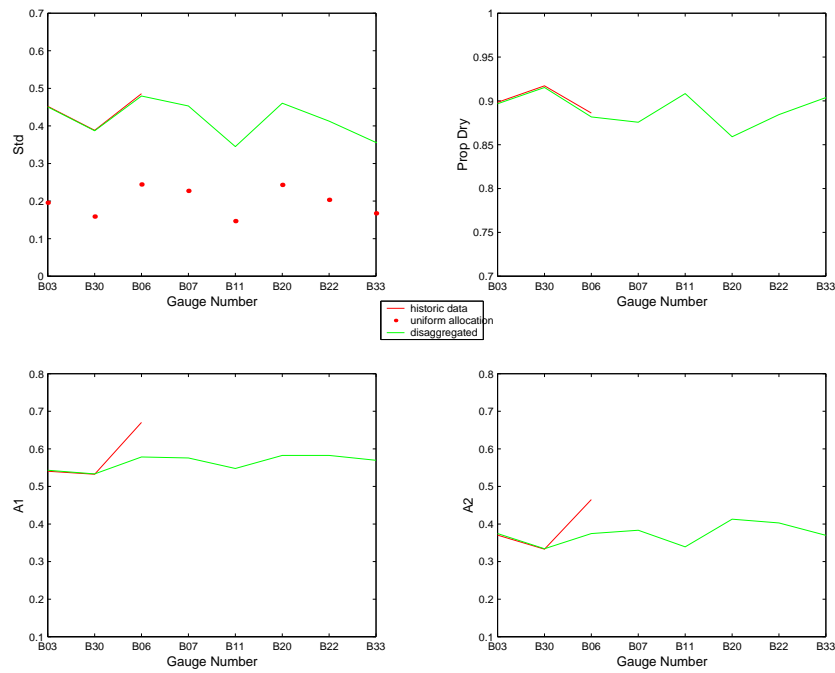 0.7
0.6
0.5
0.4
0.3
0.2
0.1
0
Std
B03 B30 B06 B07 B11 B20 B22 B33
Gauge Number
1
0.95
0.9
0.85
0.8
0.75
0.7
Prop Dry
B03 B30 B06 B07 B11 B20 B22 B33
Gauge Number
historic data
uniform allocation
disaggregated
0.8
0.7
0.6
0.5
0.4
0.3
0.2
0.1
A1
B03 B30 B06 B07 B11 B20 B22 B33
Gauge Number
0.8
0.7
0.6
0.5
0.4
0.3
0.2
0.1
A2
B03 B30 B06 B07 B11 B20 B22 B33
Gauge Number